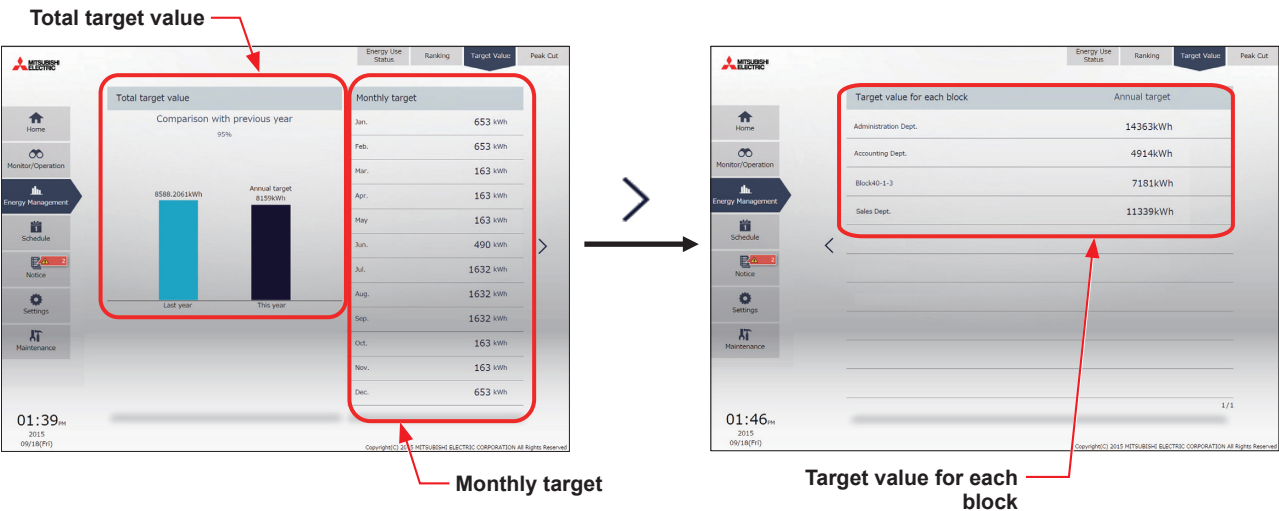 Total target value
MITSUBISHI
ELECTRIC
Energy Use
Status
Ranking
Target Value
Peak Cut
Home
Monitor/Operation
Energy Management
Schedule
2
Notice
Settings
Maintenance
01:39PM
2015
09/18(Fri)
Total target value
Comparison with previous year
95%
8588.2061kWh
Annual target
8159kWh
Last year
This year
Monthly target
Jan. 653 kWh
Feb. 653 kWh
Mar. 163 kWh
Apr. 163 kWh
May 163 kWh
Jun. 490 kWh
Jul. 1632 kWh
Aug. 1632 kWh
Sep. 1632 kWh
Oct. 163 kWh
Nov. 163 kWh
Dec. 653 kWh
Copyright(C) 2015 MITSUBISHI ELECTRIC CORPORATION All Rights Reserved
Monthly target
MITSUBISHI
ELECTRIC
Energy Use
Status
Ranking
Target Value
Peak Cut
Home
Monitor/Operation
Energy Management
Schedule
2
Notice
Settings
Maintenance
01:46PM
2015
09/18(Fri)
Target value for each block Annual target
Administration Dept. 14363kWh
Accounting Dept. 4914kWh
Block40-1-3 7181kWh
Sales Dept. 11339kWh
1/1
Copyright(C) 2015 MITSUBISHI ELECTRIC CORPORATION All Rights Reserved
Target value for each
block